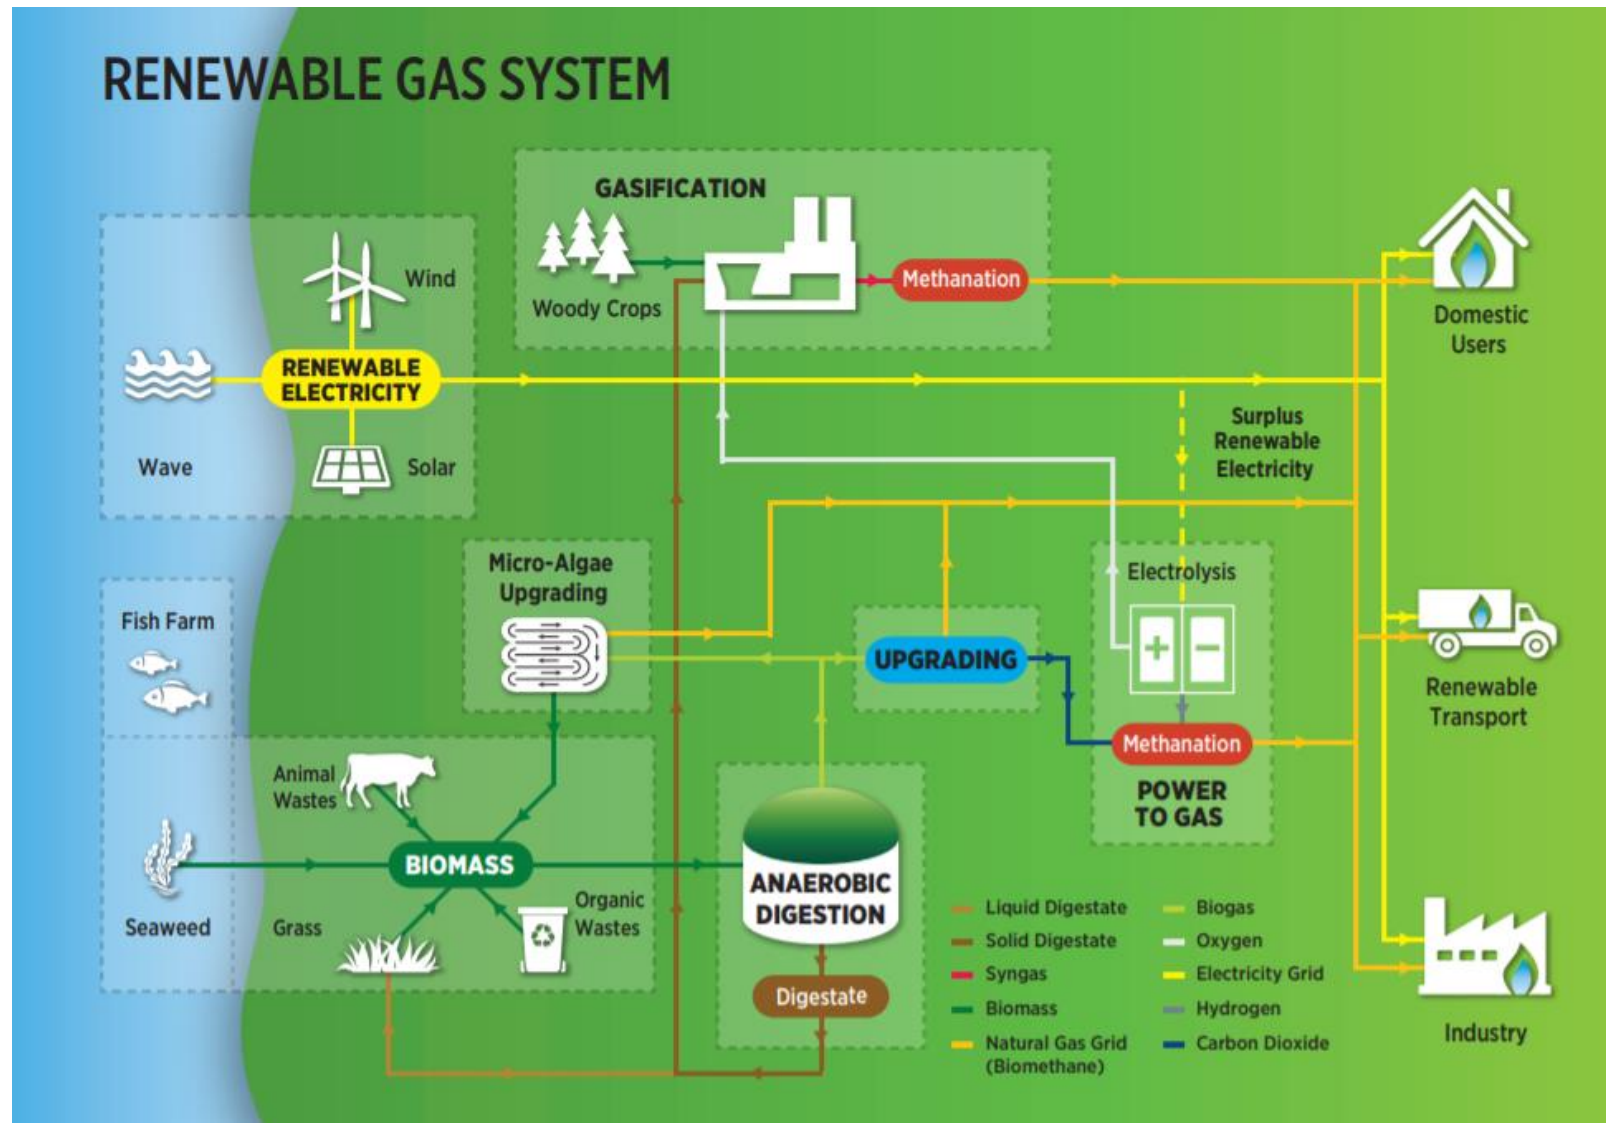 RENEWABLE GAS SYSTEM
GASIFICATION
Woody Crops
Methanation
Wind
RENEWABLE
ELECTRICITY
Wave
Solar
Domestic
Users
Surplus
Renewable
Electricity
Micro-Algae
Upgrading
Electrolysis
+ −
Fish Farm
UPGRADING
Methanation
POWER
TO GAS
Renewable
Transport
Animal
Wastes
BIOMASS
Seaweed
Grass
Organic
Wastes
ANAEROBIC
DIGESTION
Digestate
Liquid Digestate
Solid Digestate
Syngas
Biomass
Natural Gas Grid
(Biomethane)
Biogas
Oxygen
Electricity Grid
Hydrogen
Carbon Dioxide
Industry